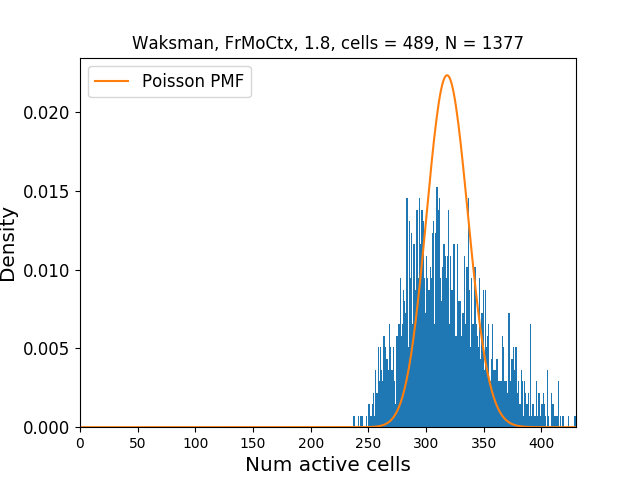 Waksman, FrMoCtx, 1.8, cells = 489, N = 1377
Poisson PMF
Density
0.020
0.015
0.010
0.005
0.000
0 50 100 150 200 250 300 350 400
Num active cells